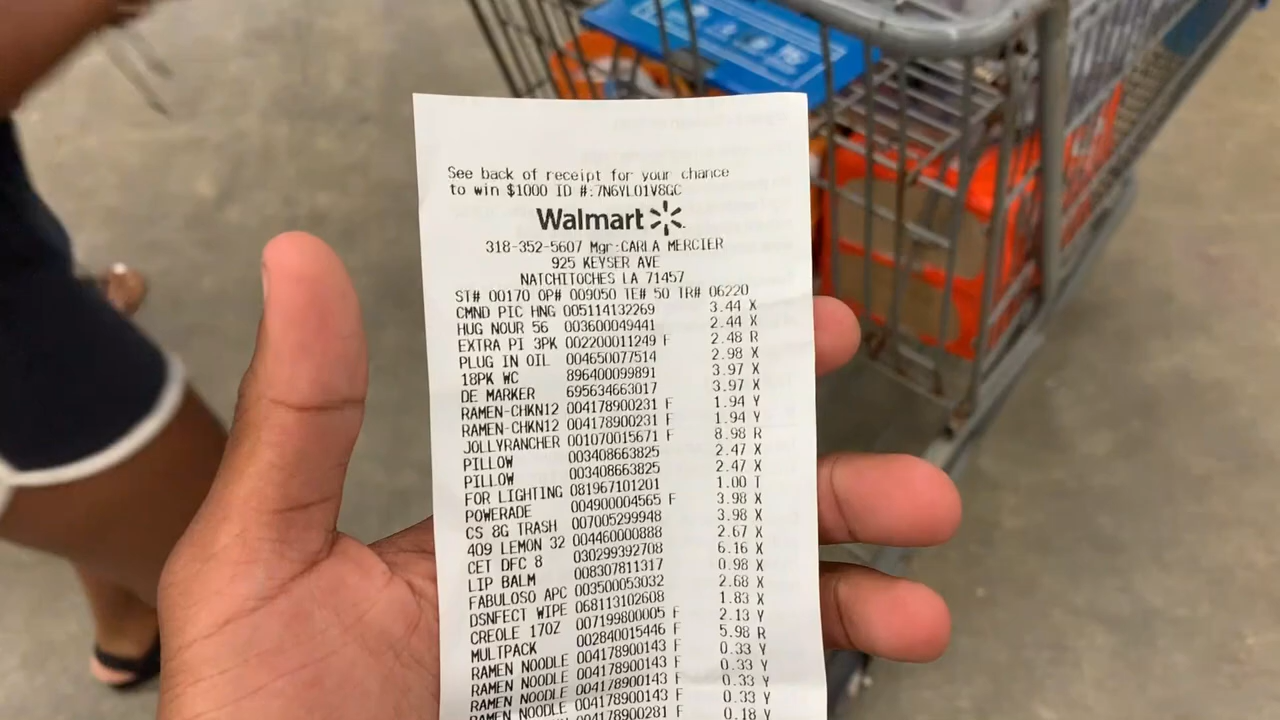 See back of receipt for your chance
to win $1000 ID #:7N6YL01V8GC
Walmart
318-352-5607 Mgr:CARLA MERCIER
925 KEYSER AVE
NATCHITOCHES LA 71457
ST# 00170 OP# 009050 TE# 50 TR# 06220
CMND PIC HNG 005114132269 3.44 X
HUG NOUR 56 003600049441 2.44 X
EXTRA PI 3PK 002200011249 F 2.48 R
PLUG IN OIL 004650077514 2.98 X
18PK WC 896400099891 3.97 X
DE MARKER 695634663017 3.97 X
RAMEN-CHKN12 004178900231 F 1.94 Y
RAMEN-CHKN12 004178900231 F 1.94 Y
JOLLYRANCHER 001070015671 F 8.98 R
PILLOW 003408663825 2.47 X
PILLOW 003408663825 2.47 X
FOR LIGHTING 081967101201 1.00 T
POWERADE 004900004565 F 3.98 X
CS 8G TRASH 007005299948 3.98 X
409 LEMON 32 004460000888 2.67 X
CET DFC 8 030299392708 6.16 X
LIP BALM 008307811317 0.98 X
FABULOSO APC 003500053032 2.68 X
DSNFECT WIPE 068113102608 1.83 X
CREOLE 17OZ 007199800005 F 2.13 Y
MULTPACK 002840015446 F 5.98 R
RAMEN NOODLE 004178900143 F 0.33 Y
RAMEN NOODLE 004178900143 F 0.33 Y
RAMEN NOODLE 004178900143 F 0.33 Y
RAMEN NOODLE 004178900143 F 0.33 Y
004178900281 F 0.18 Y